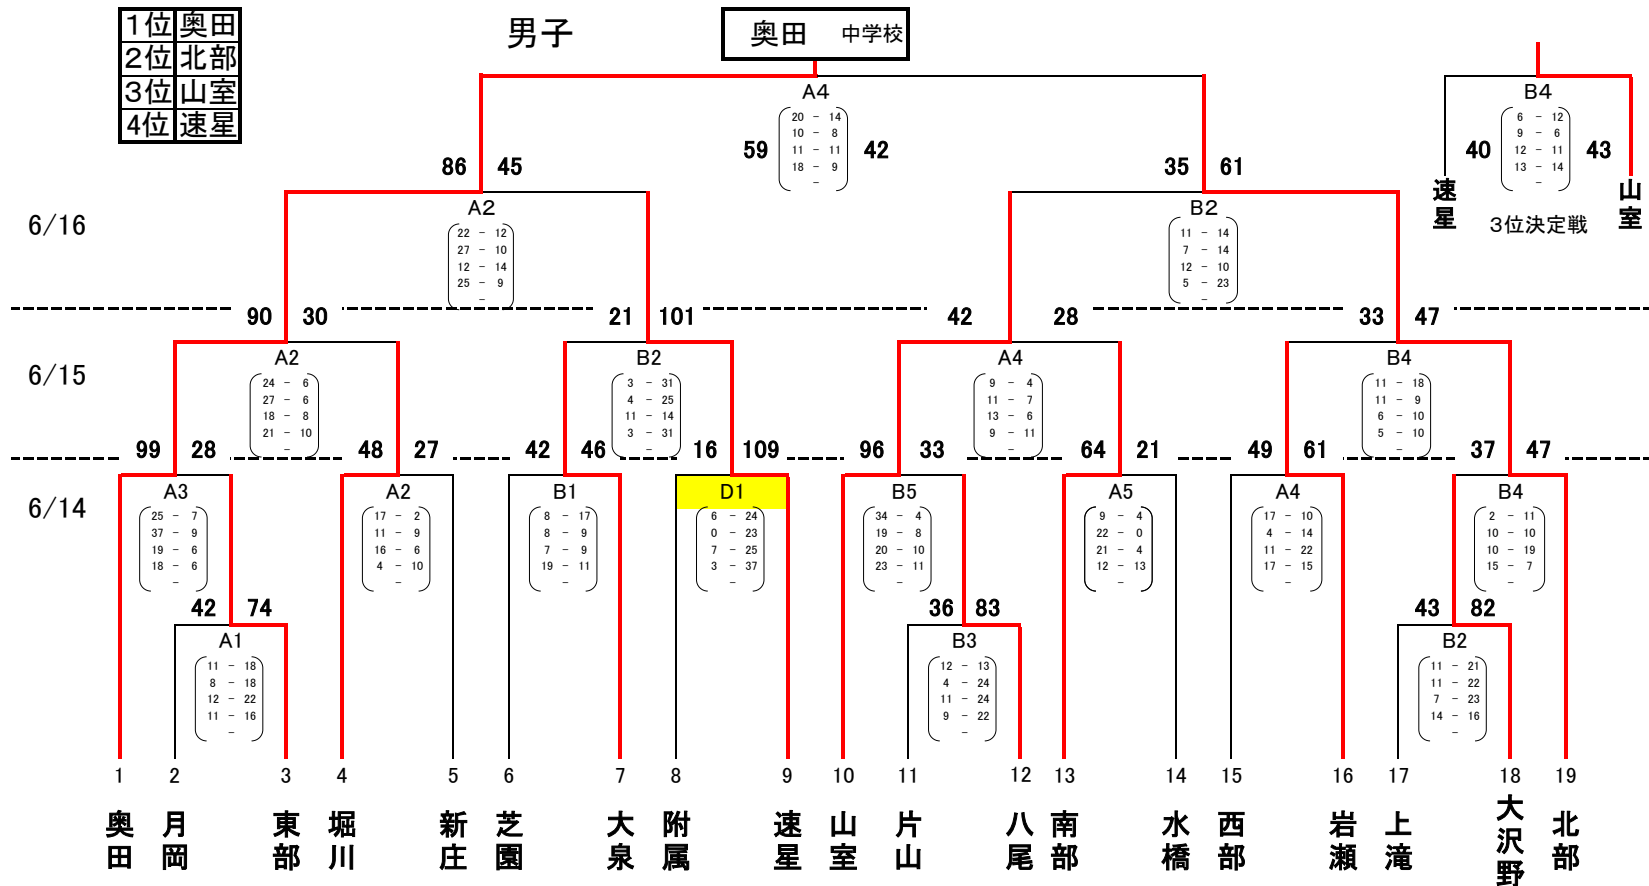 １位 奥田
２位 北部
３位 山室
４位 速星
男子
奥田 中学校
A4
20 - 14
10 - 8
11 - 11
18 - 9
-
59 42
B4
6 - 12
9 - 6
12 - 11
13 - 14
-
40 43
速星
山室
３位決定戦
86 45
35 61
6/16
A2
22 - 12
27 - 10
12 - 14
25 - 9
-
B2
11 - 14
7 - 14
12 - 10
5 - 23
-
90 30
21 101
42 28
33 47
6/15
A2
24 - 6
27 - 6
18 - 8
21 - 10
-
B2
3 - 31
4 - 25
11 - 14
3 - 31
-
A4
9 - 4
11 - 7
13 - 6
9 - 11
-
B4
11 - 18
11 - 9
6 - 10
5 - 10
-
99 28
48 27
42 46
16 109
96 33
64 21
49 61
37 47
6/14
A3
25 - 7
37 - 9
19 - 6
18 - 6
-
A2
17 - 2
11 - 9
16 - 6
4 - 10
-
B1
8 - 17
8 - 9
7 - 9
19 - 11
-
D1
6 - 24
0 - 23
7 - 25
3 - 37
-
B5
34 - 4
19 - 8
20 - 10
23 - 11
-
A5
9 - 4
22 - 0
21 - 4
12 - 13
-
A4
17 - 10
4 - 14
11 - 22
17 - 15
-
B4
2 - 11
10 - 10
10 - 19
15 - 7
-
42 74
36 83
43 82
A1
11 - 18
8 - 18
12 - 22
11 - 16
-
B3
12 - 13
4 - 24
11 - 24
9 - 22
-
B2
11 - 21
11 - 22
7 - 23
14 - 16
-
1 2 3 4 5 6 7 8 9 10 11 12 13 14 15 16 17 18 19
奥田
月岡
東部
堀川
新庄
芝園
大泉
附属
速星
山室
片山
八尾
南部
水橋
西部
岩瀬
上滝
大沢野
北部